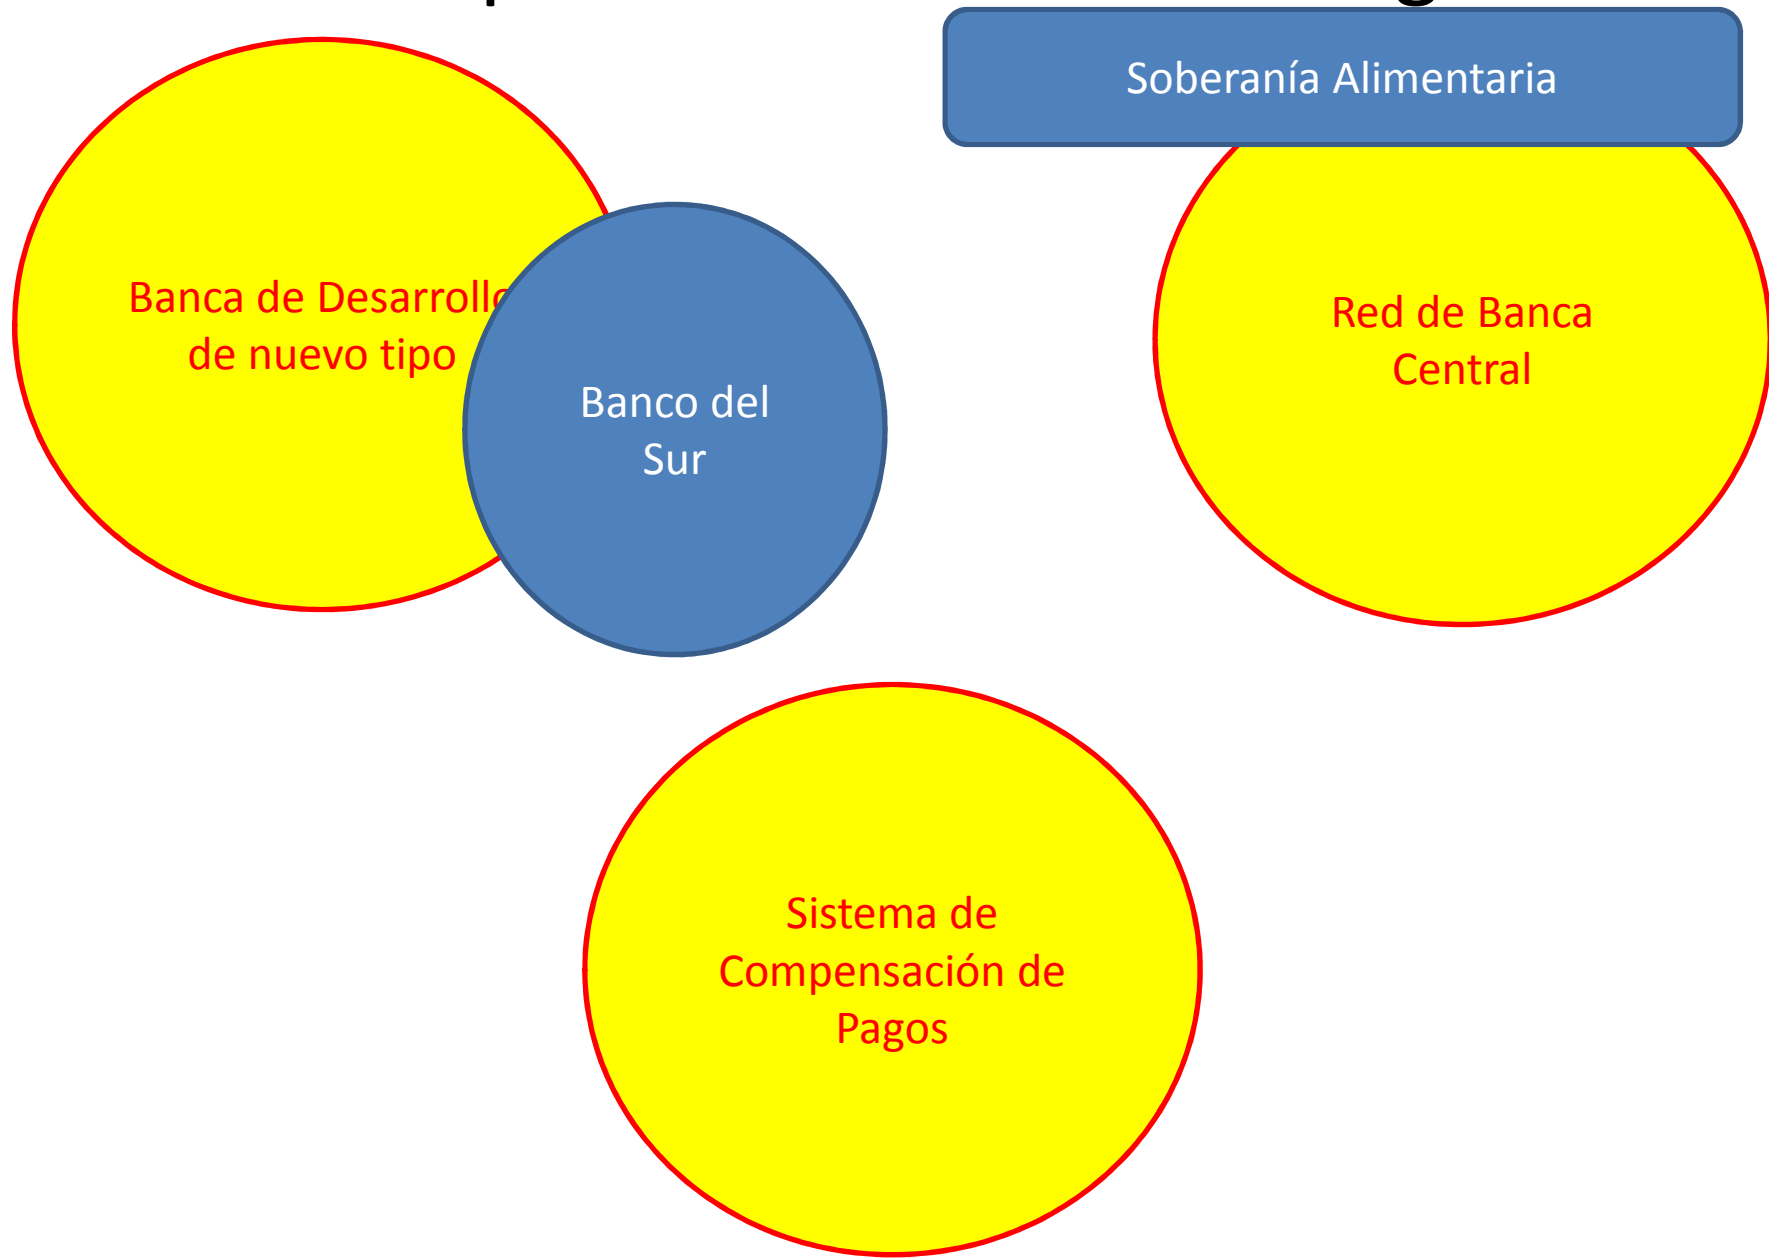 Soberanía Alimentaria
Banca de Desarrollo
de nuevo tipo
Banco del
Sur
Red de Banca
Central
Sistema de
Compensación de
Pagos